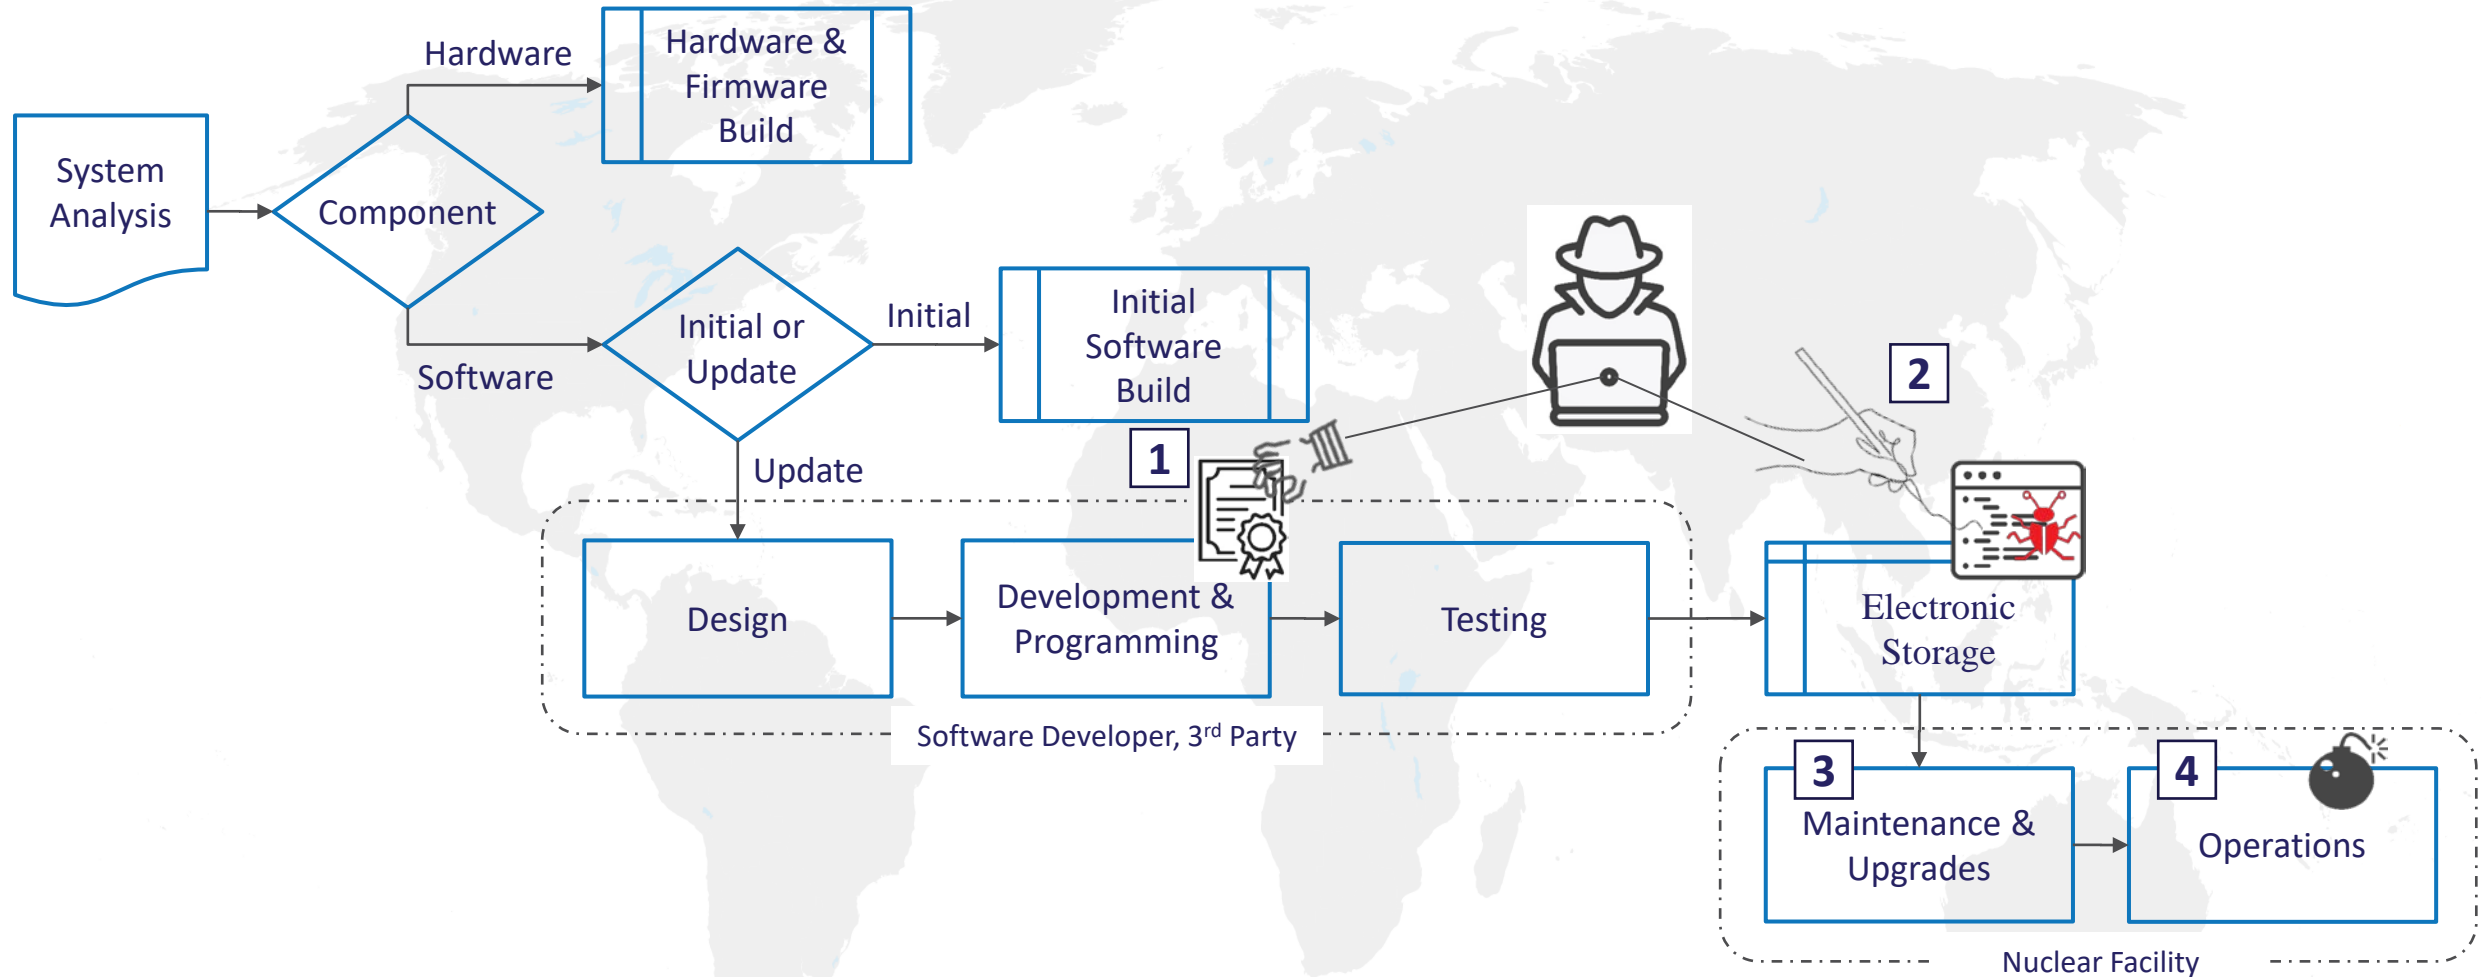 Hardware
Hardware &
Firmware
Build
System
Analysis
Component
Software
Initial or
Update
Initial
Initial
Software
Build
Update
1
2
Design
Development &
Programming
Testing
Electronic
Storage
Software Developer, 3rd Party
3
Maintenance &
Upgrades
4
Operations
Nuclear Facility